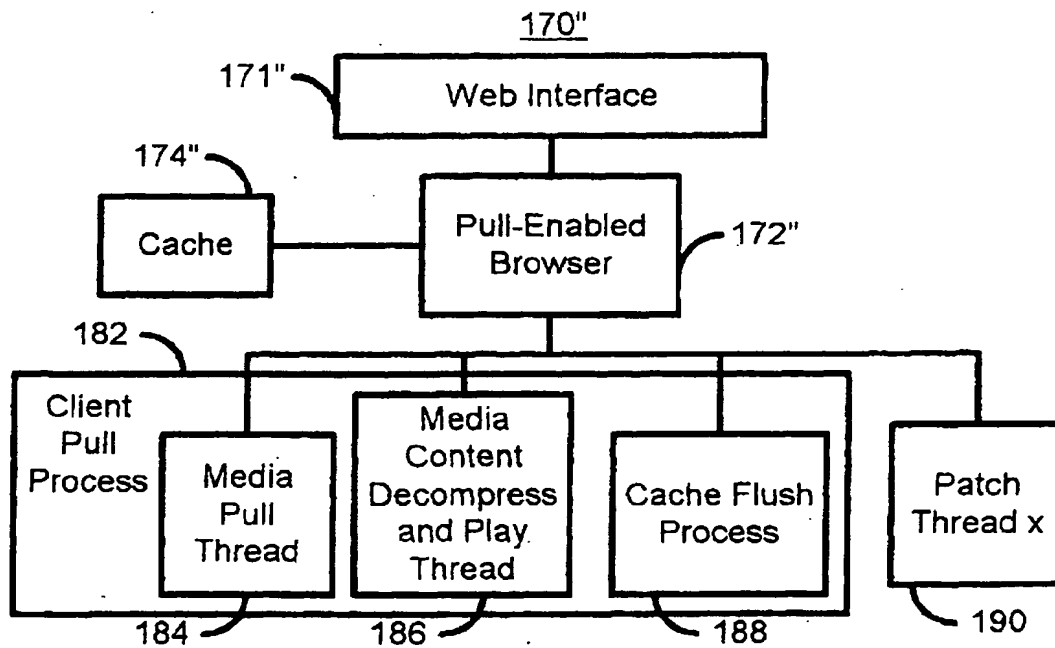 170"
171"
Web Interface
174"
Cache
Pull-Enabled
Browser
172"
182
Client
Pull
Process
Media
Pull
Thread
Media
Content
Decompress
and Play
Thread
Cache Flush
Process
Patch
Thread x
184
186
188
190